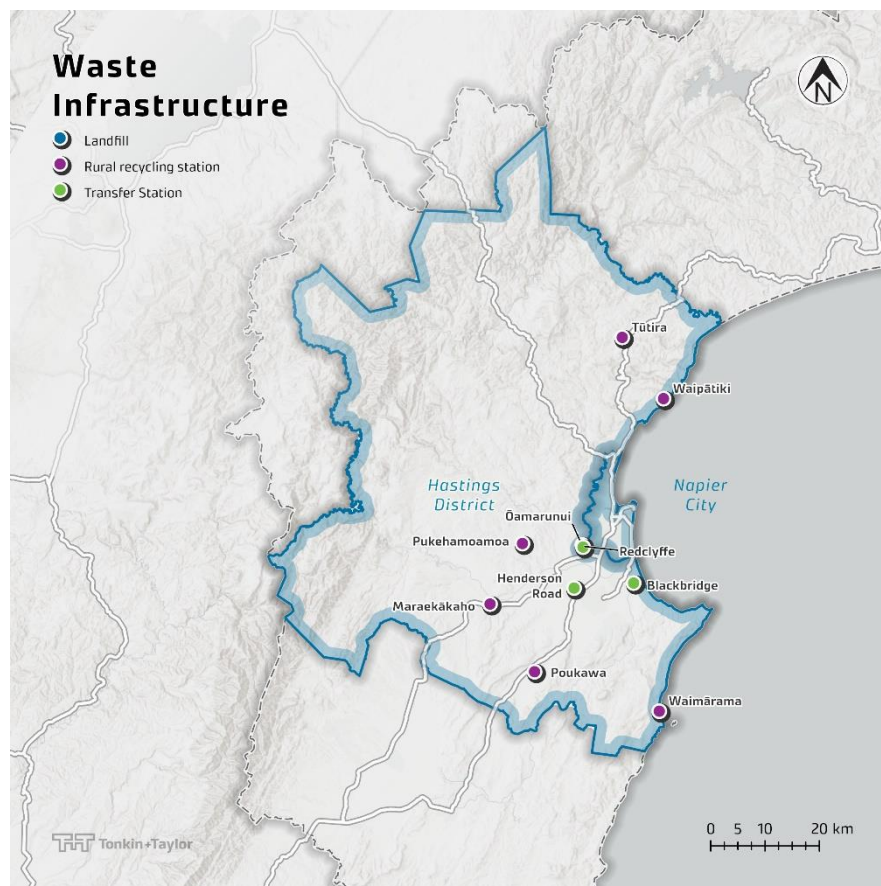 Waste
Infrastructure
Landfill
Rural recycling station
Transfer Station
N
Tūtira
Waipātiki
Hastings
District
Napier
City
Ōamarunui
Pukehamoamoa
Redclyffe
Henderson
Road
Blackbridge
Maraekākaho
Poukawa
Waimārama
0 5 10 20 km
T+T Tonkin+Taylor